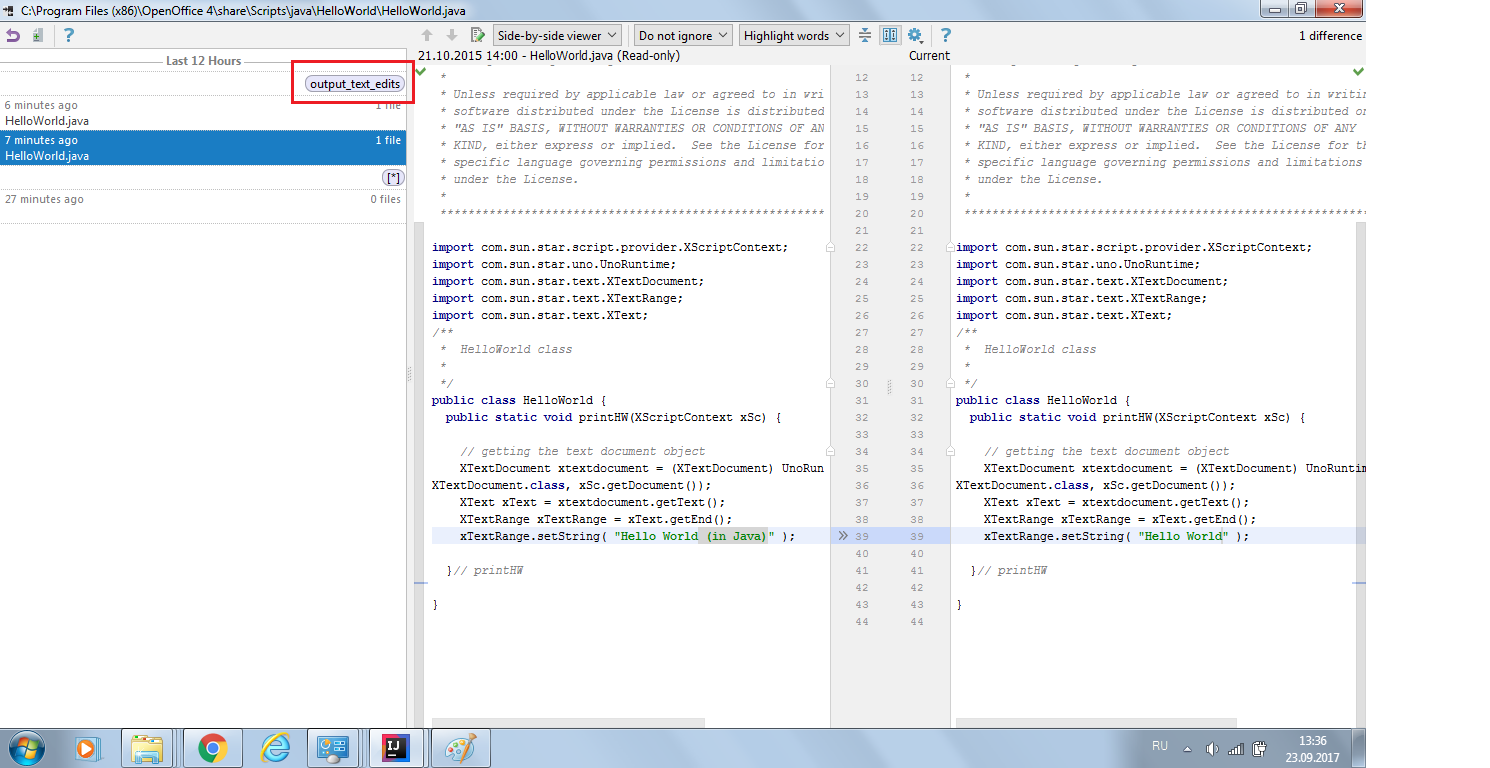 C:\Program Files (x86)\OpenOffice 4\share\Scripts\java\HelloWorld\HelloWorld.java
Side-by-side viewer
Do not ignore
Highlight words
1 difference
21.10.2015 14:00 - HelloWorld.java (Read-only)
Current
Last 12 Hours
output_text_edits
6 minutes ago
1 file
HelloWorld.java
7 minutes ago
1 file
HelloWorld.java
[*]
27 minutes ago
0 files
*
* Unless required by applicable law or agreed to in wri
* software distributed under the License is distributed
* "AS IS" BASIS, WITHOUT WARRANTIES OR CONDITIONS OF AN
* KIND, either express or implied.  See the License for
* specific language governing permissions and limitatio
* under the License.
*
*******************************************************
import com.sun.star.script.provider.XScriptContext;
import com.sun.star.uno.UnoRuntime;
import com.sun.star.text.XTextDocument;
import com.sun.star.text.XTextRange;
import com.sun.star.text.XText;
/**
*  HelloWorld class
*
*/
public class HelloWorld {
public static void printHW(XScriptContext xSc) {
// getting the text document object
XTextDocument xtextdocument = (XTextDocument) UnoRun
XTextDocument.class, xSc.getDocument());
XText xText = xtextdocument.getText();
XTextRange xTextRange = xText.getEnd();
xTextRange.setString( "Hello World (in Java)" );
}// printHW
}
12 12
13 13
14 14
15 15
16 16
17 17
18 18
19 19
20 20
21 21
22 22
23 23
24 24
25 25
26 26
27 27
28 28
29 29
30 30
31 31
32 32
33 33
34 34
35 35
36 36
37 37
38 38
39 39
40 40
41 41
42 42
43 43
44 44
*
* Unless required by applicable law or agreed to in writin
* software distributed under the License is distributed o
* "AS IS" BASIS, WITHOUT WARRANTIES OR CONDITIONS OF ANY
* KIND, either express or implied.  See the License for th
* specific language governing permissions and limitations
* under the License.
*
**********************************************************
import com.sun.star.script.provider.XScriptContext;
import com.sun.star.uno.UnoRuntime;
import com.sun.star.text.XTextDocument;
import com.sun.star.text.XTextRange;
import com.sun.star.text.XText;
/**
*  HelloWorld class
*
*/
public class HelloWorld {
public static void printHW(XScriptContext xSc) {
// getting the text document object
XTextDocument xtextdocument = (XTextDocument) UnoRuntim
XTextDocument.class, xSc.getDocument());
XText xText = xtextdocument.getText();
XTextRange xTextRange = xText.getEnd();
xTextRange.setString( "Hello World" );
}// printHW
}
IJ
RU
13:36
23.09.2017